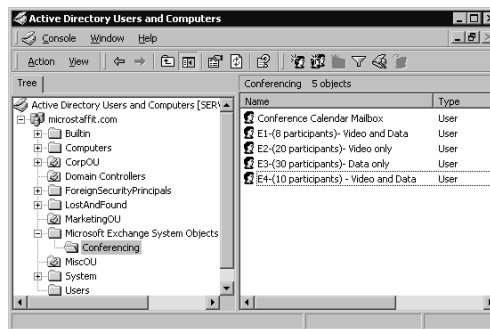 Active Directory Users and Computers
Console Window Help
Action View
Tree
Conferencing 5 objects
Active Directory Users and Computers [SER
microstaffit.com
Builtin
Computers
CorpOU
Domain Controllers
ForeignSecurityPrincipals
LostAndFound
MarketingOU
Microsoft Exchange System Objects
Conferencing
MiscOU
System
Users
Name Type
Conference Calendar Mailbox User
E1-(8 participants)- Video and Data User
E2-(20 participants)- Video only User
E3-(30 participants)- Data only User
E4-(10 participants) - Video and Data User